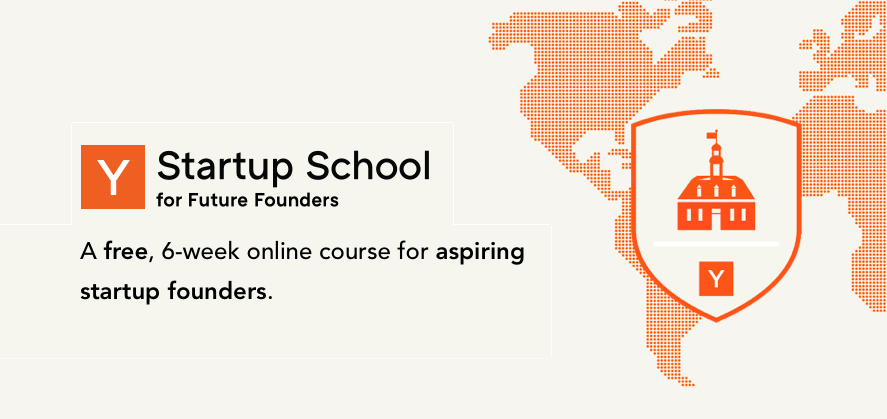 Y
Startup School
for Future Founders
A free, 6-week online course for aspiring
startup founders.
Y